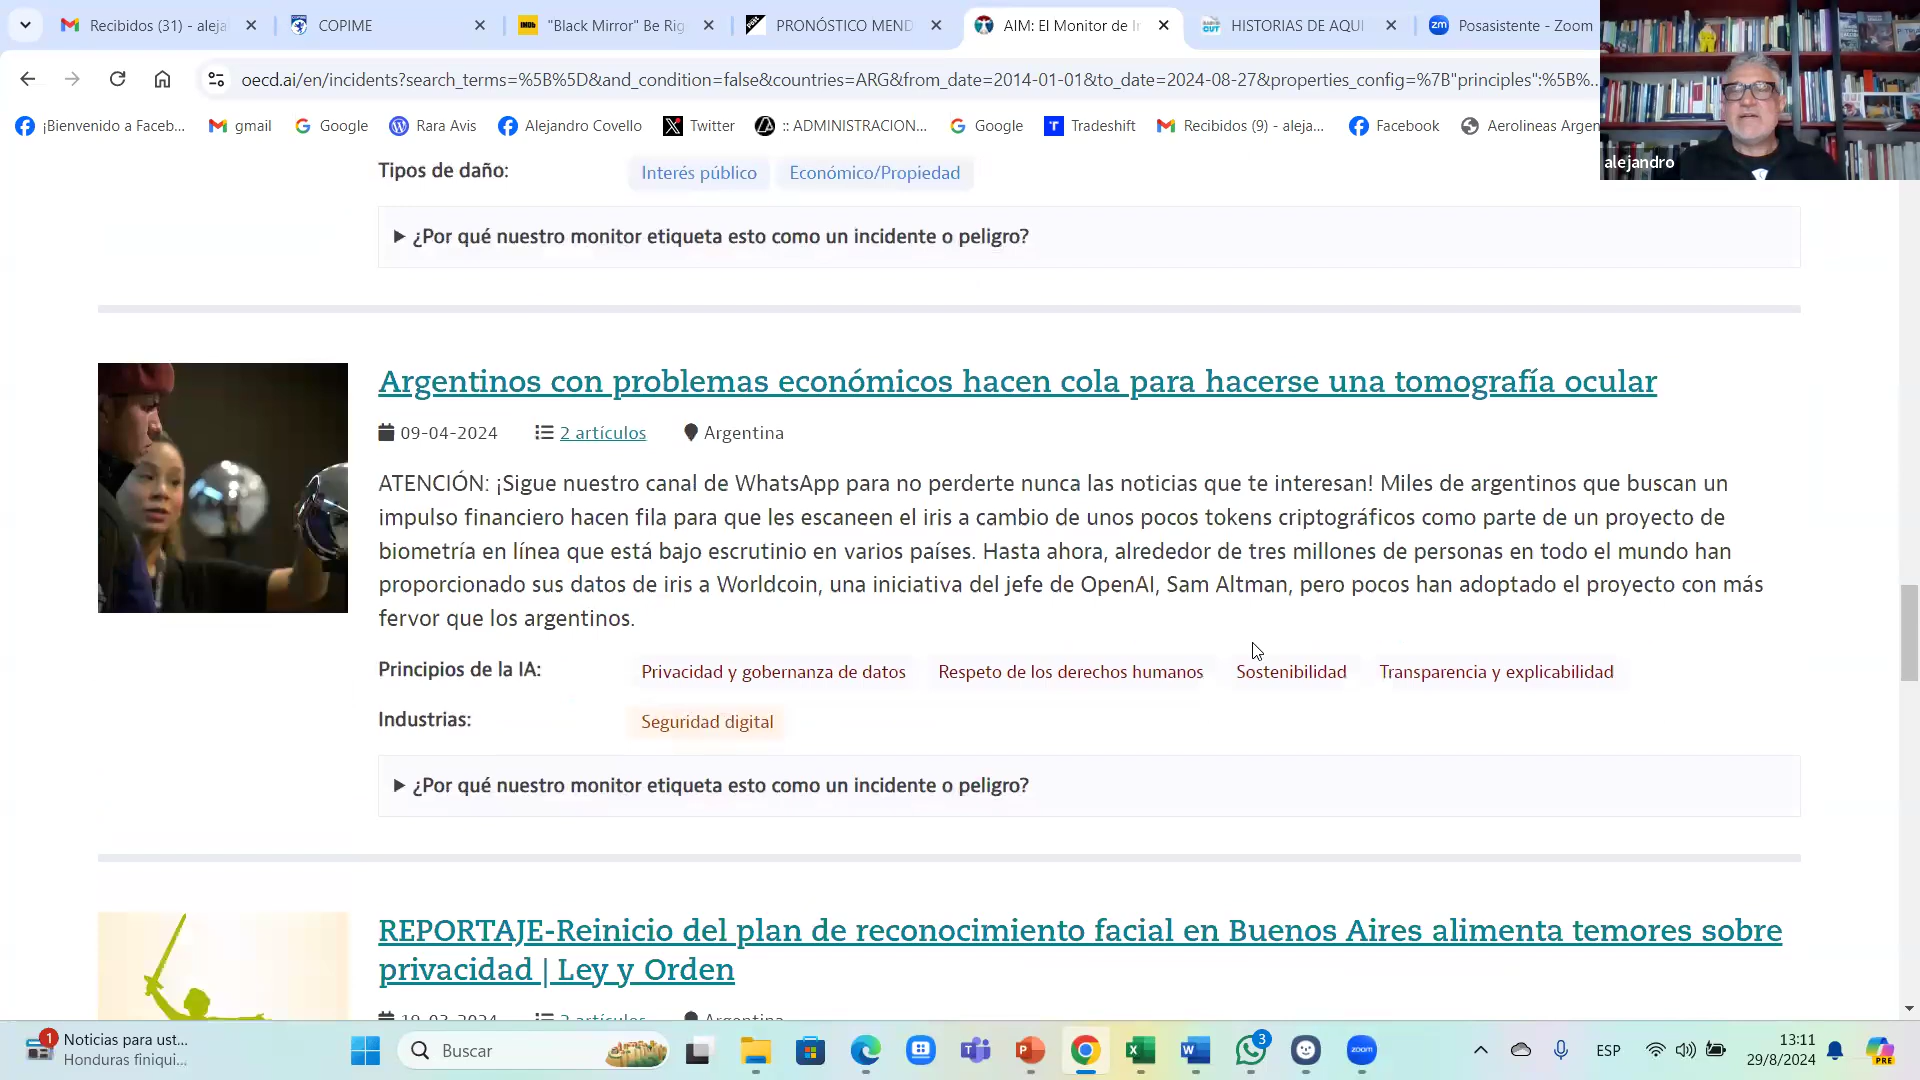 Recibidos (31) - aleja
COPIME
"Black Mirror" Be Rig
PRONÓSTICO MEND
AIM: El Monitor de In
HISTORIAS DE AQUI
Posasistente - Zoom
oecd.ai/en/incidents?search_terms=%5B%5D&and_condition=false&countries=ARG&from_date=2014-01-01&to_date=2024-08-27&properties_config=%7B"principles":%5B%...
¡Bienvenido a Faceb...
gmail
Google
Rara Avis
Alejandro Covello
Twitter
:: ADMINISTRACION...
Google
Tradeshift
Recibidos (9) - aleja...
Facebook
Aerolineas Argen
alejandro
Tipos de daño:
Interés público
Económico/Propiedad
▶ ¿Por qué nuestro monitor etiqueta esto como un incidente o peligro?
Argentinos con problemas económicos hacen cola para hacerse una tomografía ocular
09-04-2024
2 artículos
Argentina
ATENCIÓN: ¡Sigue nuestro canal de WhatsApp para no perderte nunca las noticias que te interesan! Miles de argentinos que buscan un
impulso financiero hacen fila para que les escaneen el iris a cambio de unos pocos tokens criptográficos como parte de un proyecto de
biometría en línea que está bajo escrutinio en varios países. Hasta ahora, alrededor de tres millones de personas en todo el mundo han
proporcionado sus datos de iris a Worldcoin, una iniciativa del jefe de OpenAI, Sam Altman, pero pocos han adoptado el proyecto con más
fervor que los argentinos.
Principios de la IA:
Privacidad y gobernanza de datos
Respeto de los derechos humanos
Sostenibilidad
Transparencia y explicabilidad
Industrias:
Seguridad digital
▶ ¿Por qué nuestro monitor etiqueta esto como un incidente o peligro?
REPORTAJE-Reinicio del plan de reconocimiento facial en Buenos Aires alimenta temores sobre
privacidad | Ley y Orden
19-03-2024
2 artículos
Argentina
1
Noticias para ust...
Honduras finiqui...
Buscar
3
zoom
ESP
13:11
29/8/2024
PRE